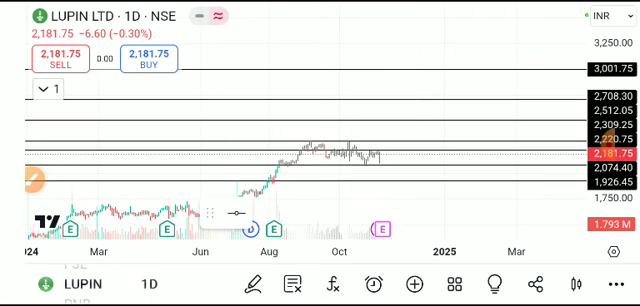 LUPIN LTD · 1D · NSE
INR
2,181.75 −6.60 (−0.30%)
2,181.75
SELL
0.00
2,181.75
BUY
1
3,250.00
3,001.75
2,708.30
2,512.05
2,309.25
2,220.75
2,181.75
2,074.40
1,926.45
1,750.00
1.793 M
E
E
D
E
E
2024 Mar Jun Aug Oct 2025 Mar
LUPIN 1D